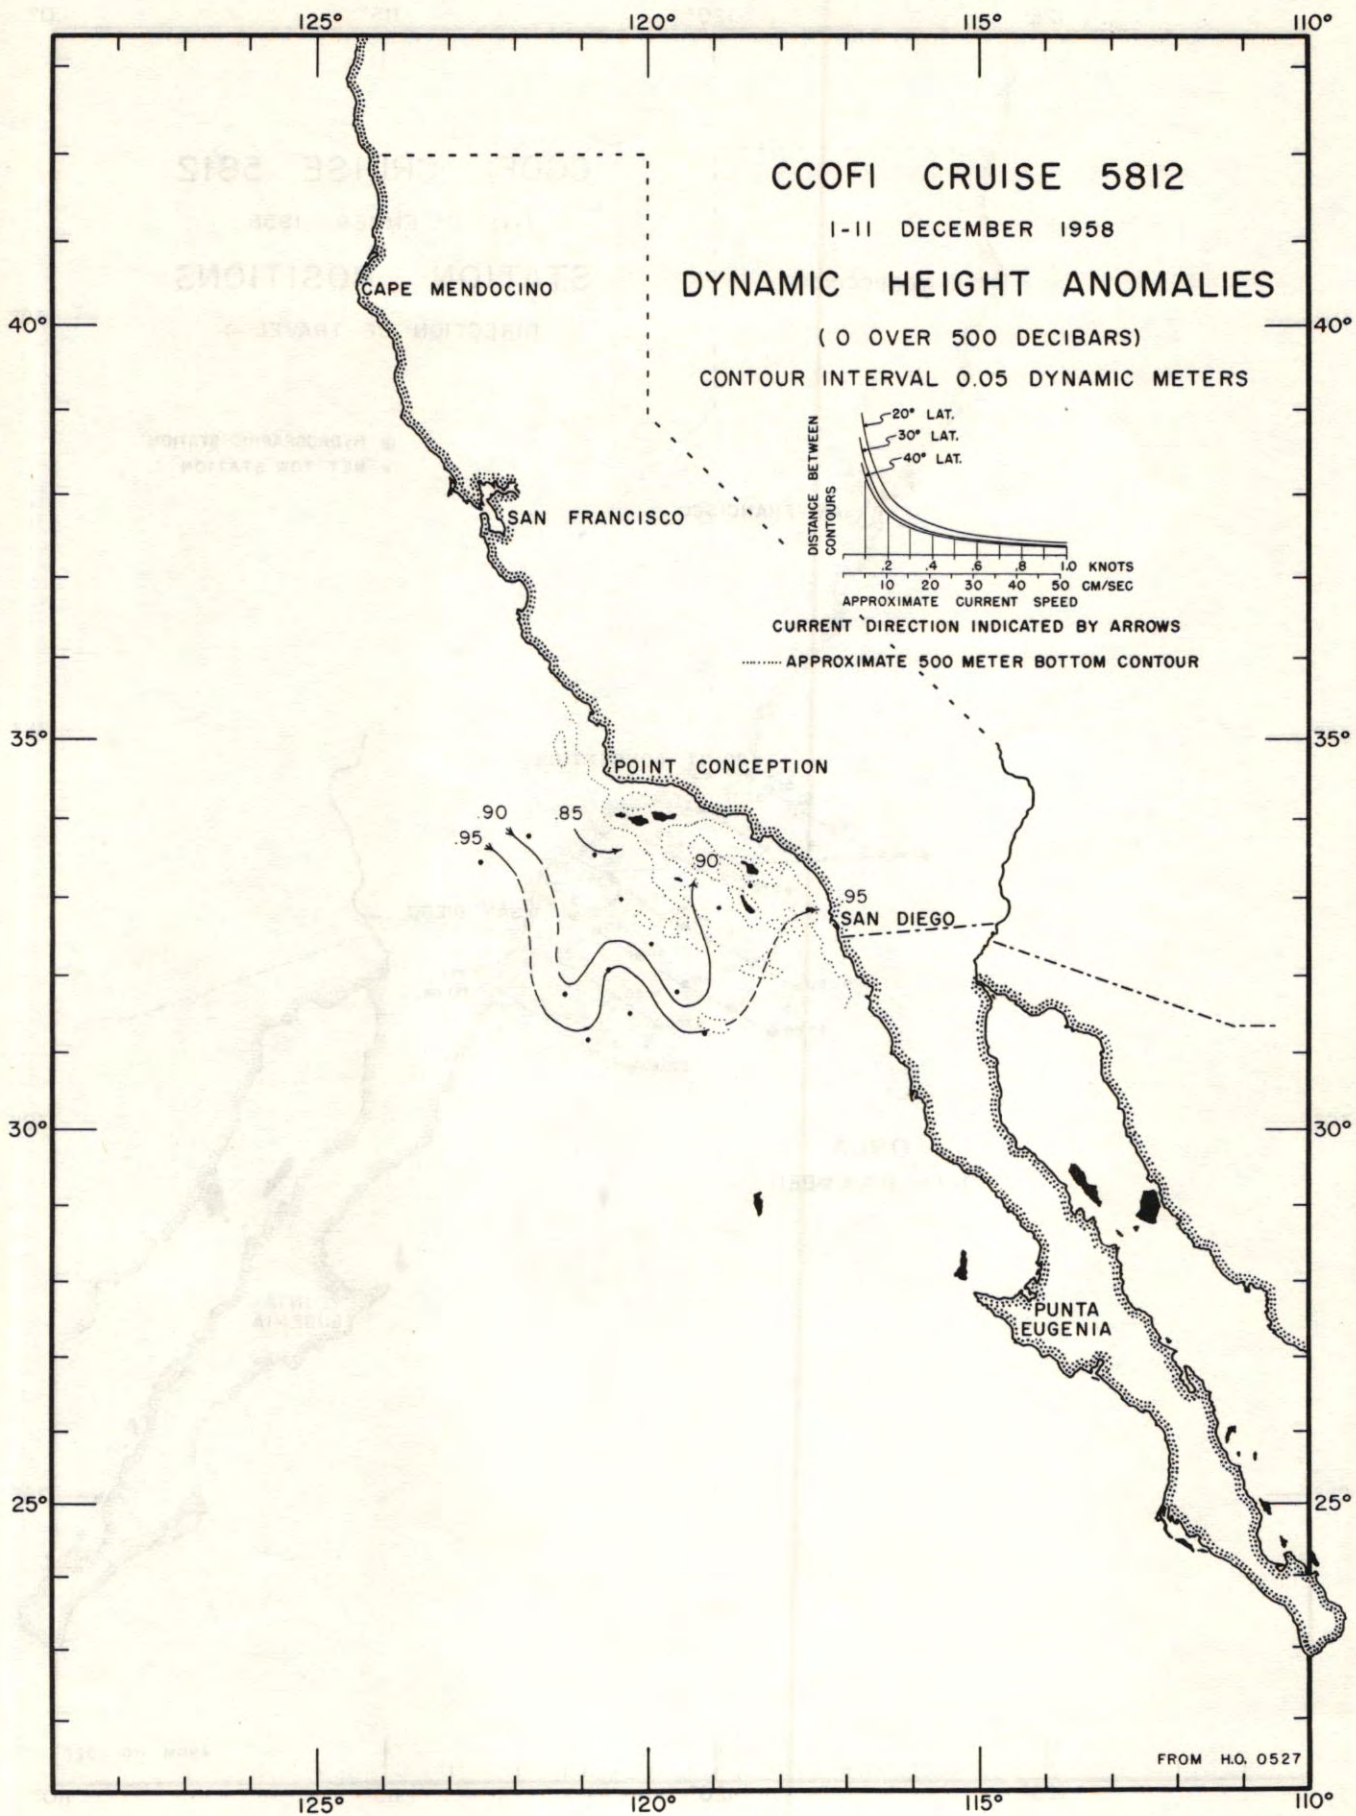 125° 120° 115° 110°
CCOFI CRUISE 5812
1-11 DECEMBER 1958
DYNAMIC HEIGHT ANOMALIES
(0 OVER 500 DECIBARS)
CONTOUR INTERVAL 0.05 DYNAMIC METERS
CAPE MENDOCINO
40° 40°
DISTANCE BETWEEN
CONTOURS
20° LAT.
30° LAT.
40° LAT.
.2 .4 .6 .8 1.0 KNOTS
10 20 30 40 50 CM/SEC
APPROXIMATE CURRENT SPEED
CURRENT DIRECTION INDICATED BY ARROWS
APPROXIMATE 500 METER BOTTOM CONTOUR
SAN FRANCISCO
35° 35°
POINT CONCEPTION
.90 .85
.95
.90
.95
SAN DIEGO
30° 30°
PUNTA
EUGENIA
25° 25°
FROM H.O. 0527
125° 120° 115° 110°